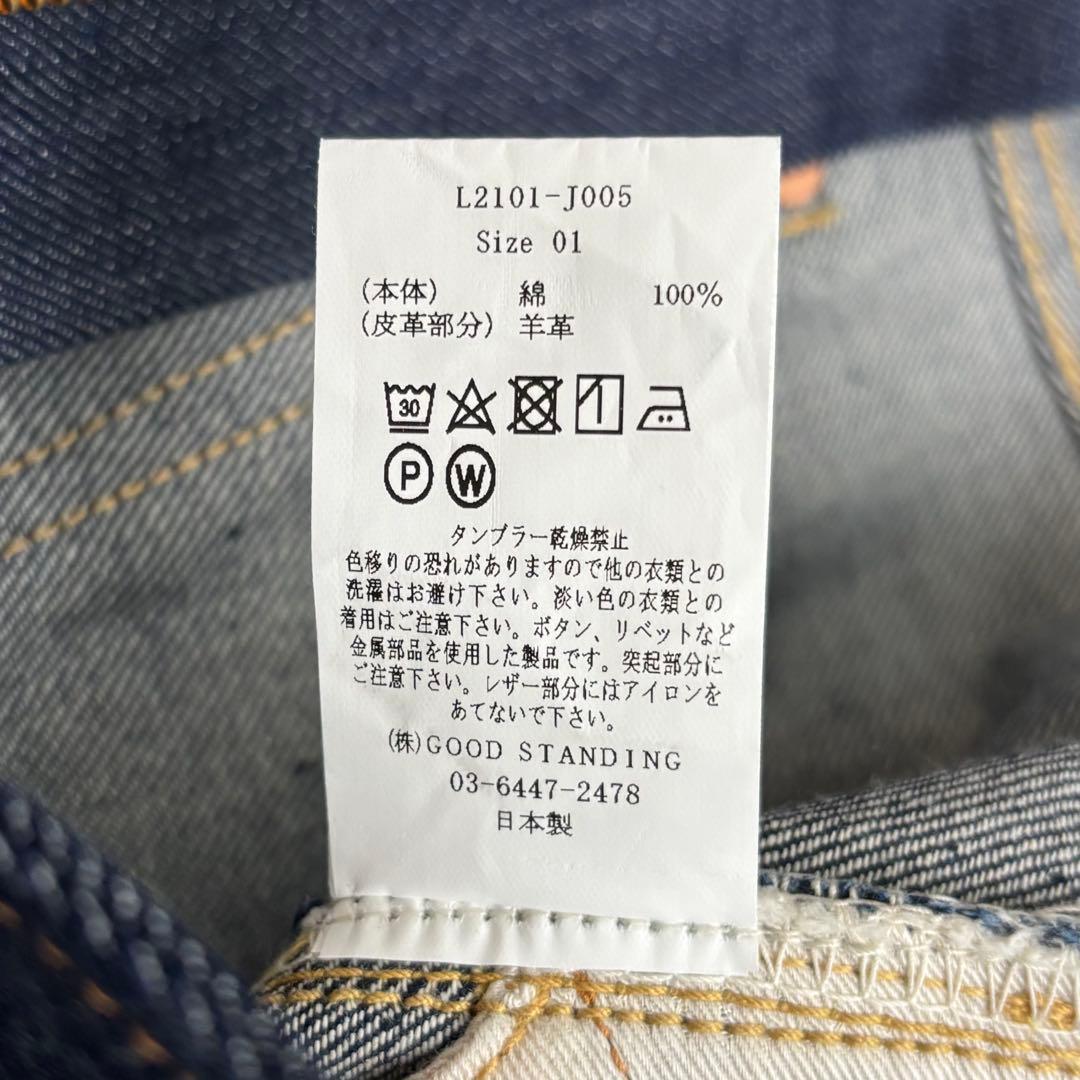 L2101-J005
Size 01
(本体) 綿 100%
(皮革部分) 羊革
30
P W
タンブラー乾燥禁止
色移りの恐れがありますので他の衣類との
洗濯はお避け下さい。淡い色の衣類との
着用はご注意下さい。ボタン、リベットなど
金属部品を使用した製品です。突起部分に
ご注意下さい。レザー部分にはアイロンを
あてないで下さい。
(株)GOOD STANDING
03-6447-2478
日本製